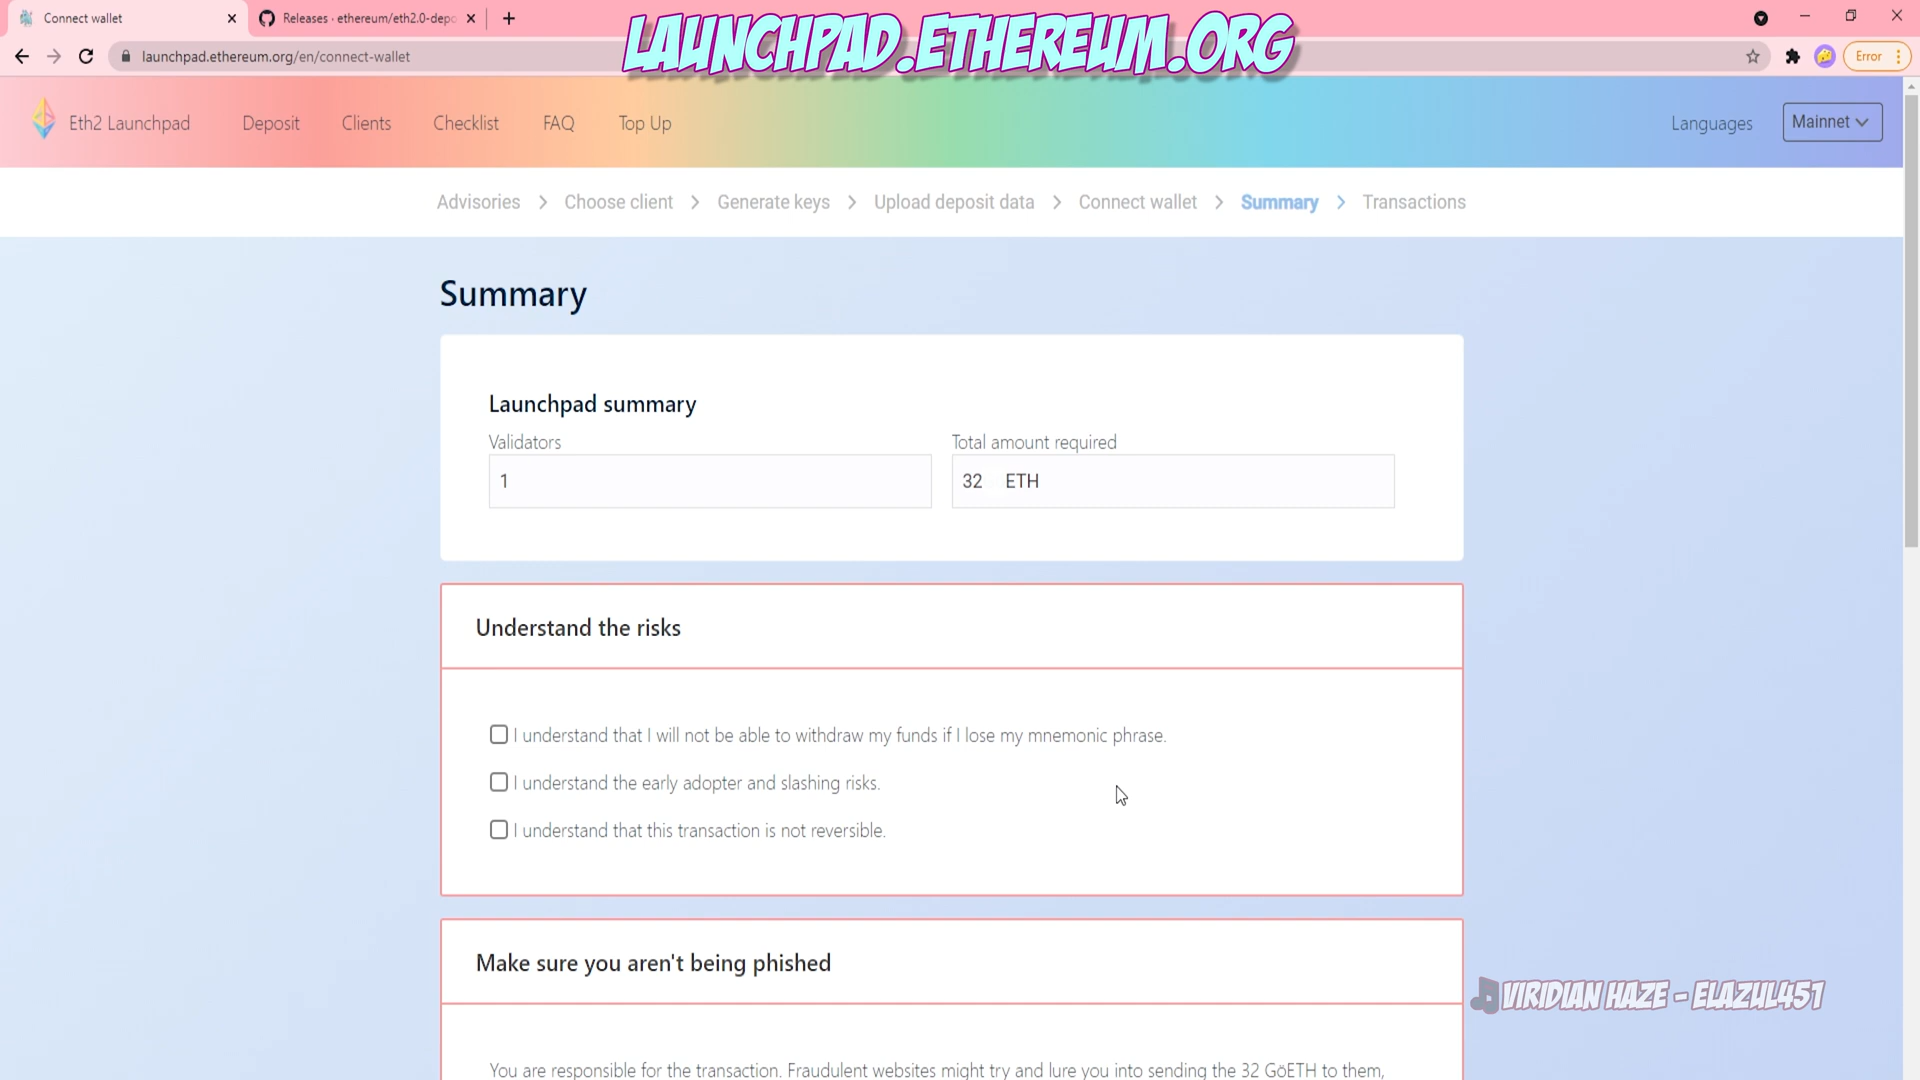 Connect wallet
Releases · ethereum/eth2.0-depo
LAUNCHPAD.ETHEREUM.ORG
launchpad.ethereum.org/en/connect-wallet
Error
Eth2 Launchpad
Deposit
Clients
Checklist
FAQ
Top Up
Languages
Mainnet
Advisories
Choose client
Generate keys
Upload deposit data
Connect wallet
Summary
Transactions
Summary
Launchpad summary
Validators
Total amount required
1
32 ETH
Understand the risks
I understand that I will not be able to withdraw my funds if I lose my mnemonic phrase.
I understand the early adopter and slashing risks.
I understand that this transaction is not reversible.
Make sure you aren't being phished
VIRIDIAN HAZE - ELAZUL451
You are responsible for the transaction. Fraudulent websites might try and lure you into sending the 32 GöETH to them,